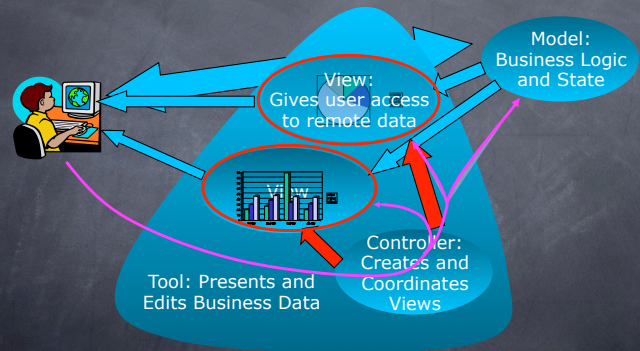 Model:
Business Logic
and State
View:
Gives user access
to remote data
View
Controller:
Creates and
Coordinates
Views
Tool: Presents and
Edits Business Data